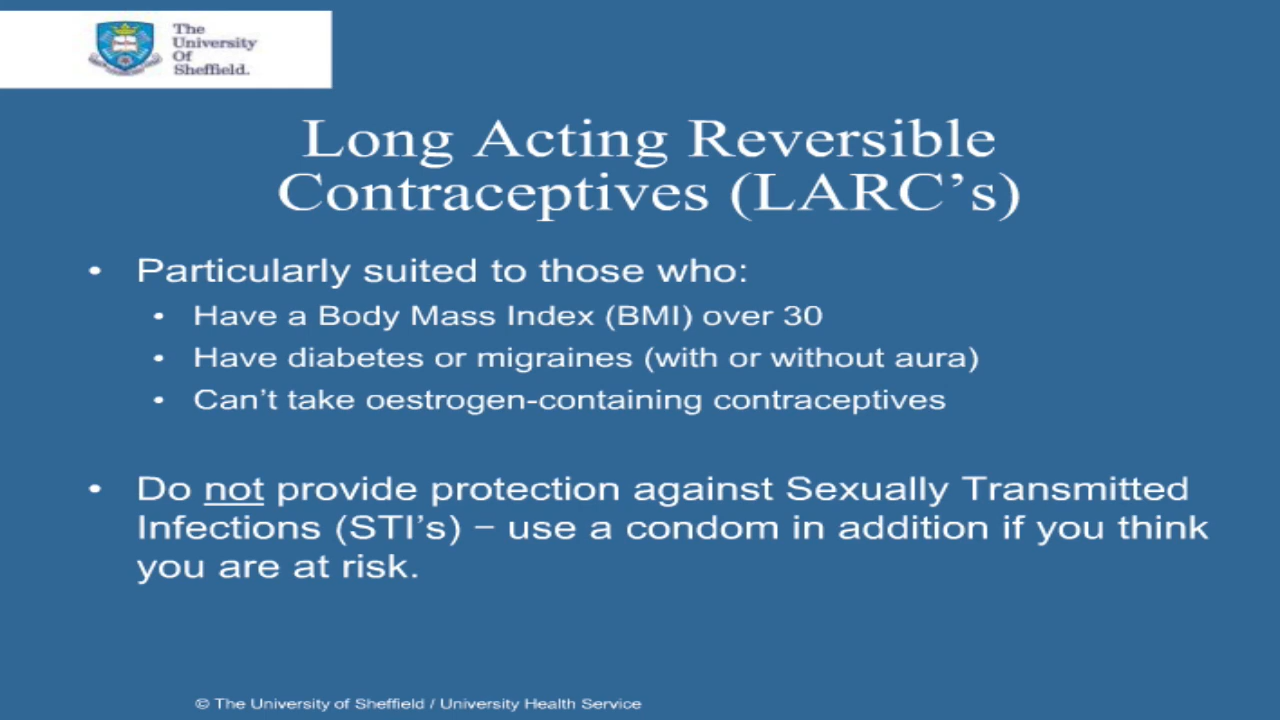 The
University
Of
Sheffield.
Long Acting Reversible
Contraceptives (LARC’s)
• Particularly suited to those who:
• Have a Body Mass Index (BMI) over 30
• Have diabetes or migraines (with or without aura)
• Can’t take oestrogen-containing contraceptives
• Do not provide protection against Sexually Transmitted
Infections (STI’s) – use a condom in addition if you think
you are at risk.
© The University of Sheffield / University Health Service